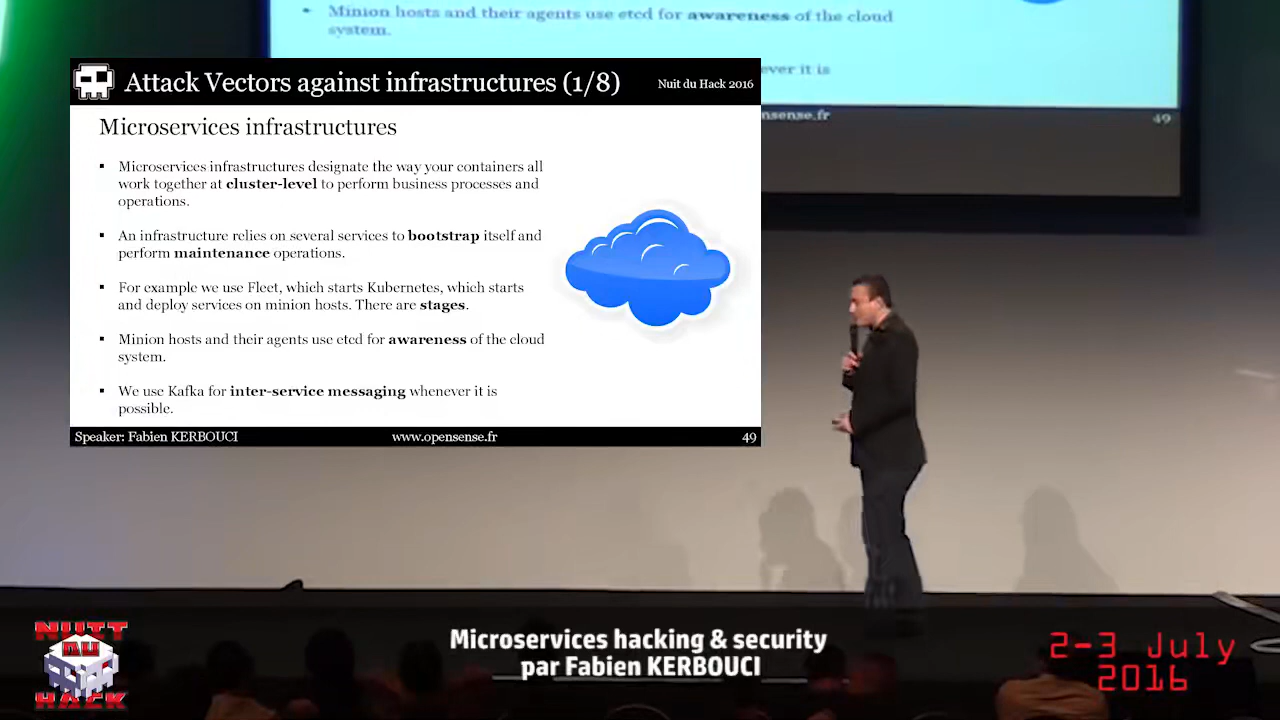 Minion hosts and their agents use etcd for awareness of the cloud
system.
ever it is
nsense.fr
49
Attack Vectors against infrastructures (1/8)
Nuit du Hack 2016
Microservices infrastructures
▪ Microservices infrastructures designate the way your containers all
work together at cluster-level to perform business processes and
operations.
▪ An infrastructure relies on several services to bootstrap itself and
perform maintenance operations.
▪ For example we use Fleet, which starts Kubernetes, which starts
and deploy services on minion hosts. There are stages.
▪ Minion hosts and their agents use etcd for awareness of the cloud
system.
▪ We use Kafka for inter-service messaging whenever it is
possible.
Speaker: Fabien KERBOUCI
www.opensense.fr
49
NUIT
DU
HACK
Microservices hacking & security
par Fabien KERBOUCI
2-3 July
2016